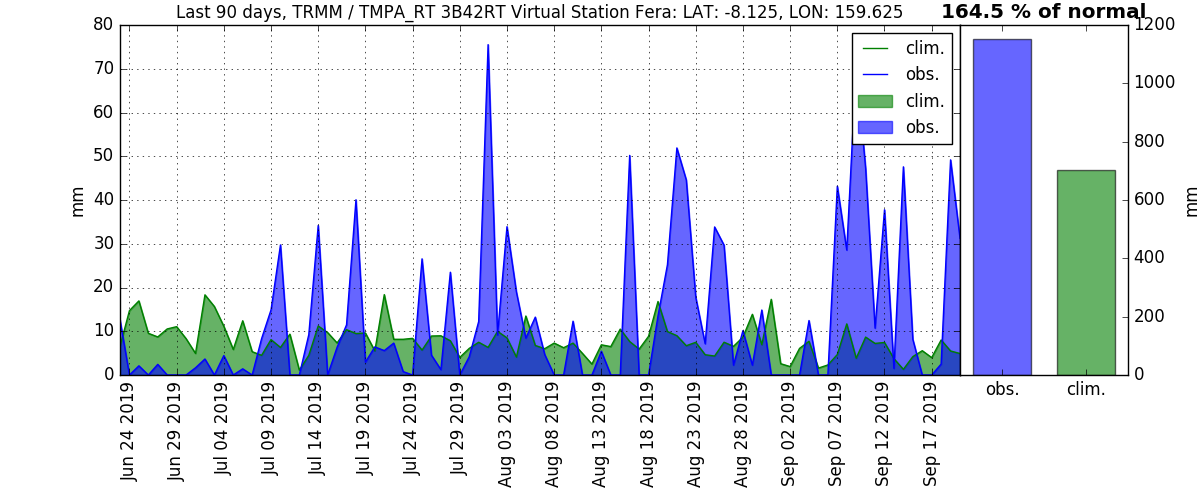 Last 90 days, TRMM / TMPA_RT 3B42RT Virtual Station Fera: LAT: -8.125, LON: 159.625
164.5 % of normal
80
70
60
50
40
30
20
10
0
mm
clim.
obs.
clim.
obs.
1200
1000
800
600
400
200
0
mm
Jun 24 2019
Jun 29 2019
Jul 04 2019
Jul 09 2019
Jul 14 2019
Jul 19 2019
Jul 24 2019
Jul 29 2019
Aug 03 2019
Aug 08 2019
Aug 13 2019
Aug 18 2019
Aug 23 2019
Aug 28 2019
Sep 02 2019
Sep 07 2019
Sep 12 2019
Sep 17 2019
obs.
clim.